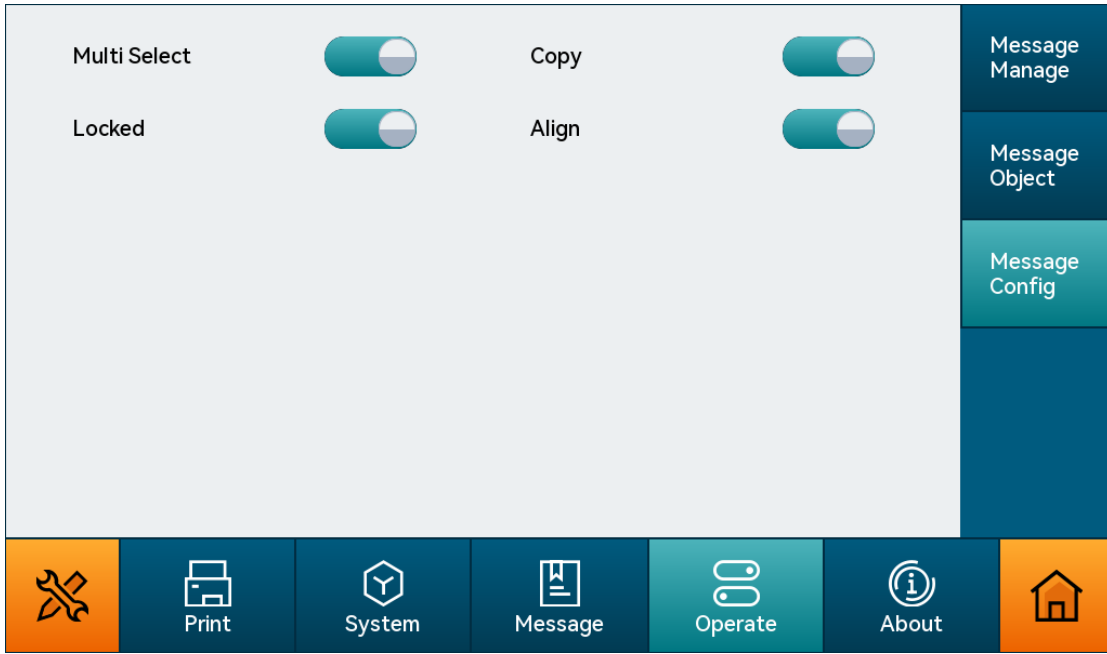 Multi Select
Copy
Locked
Align
Message
Manage
Message
Object
Message
Config
Print
System
Message
Operate
About